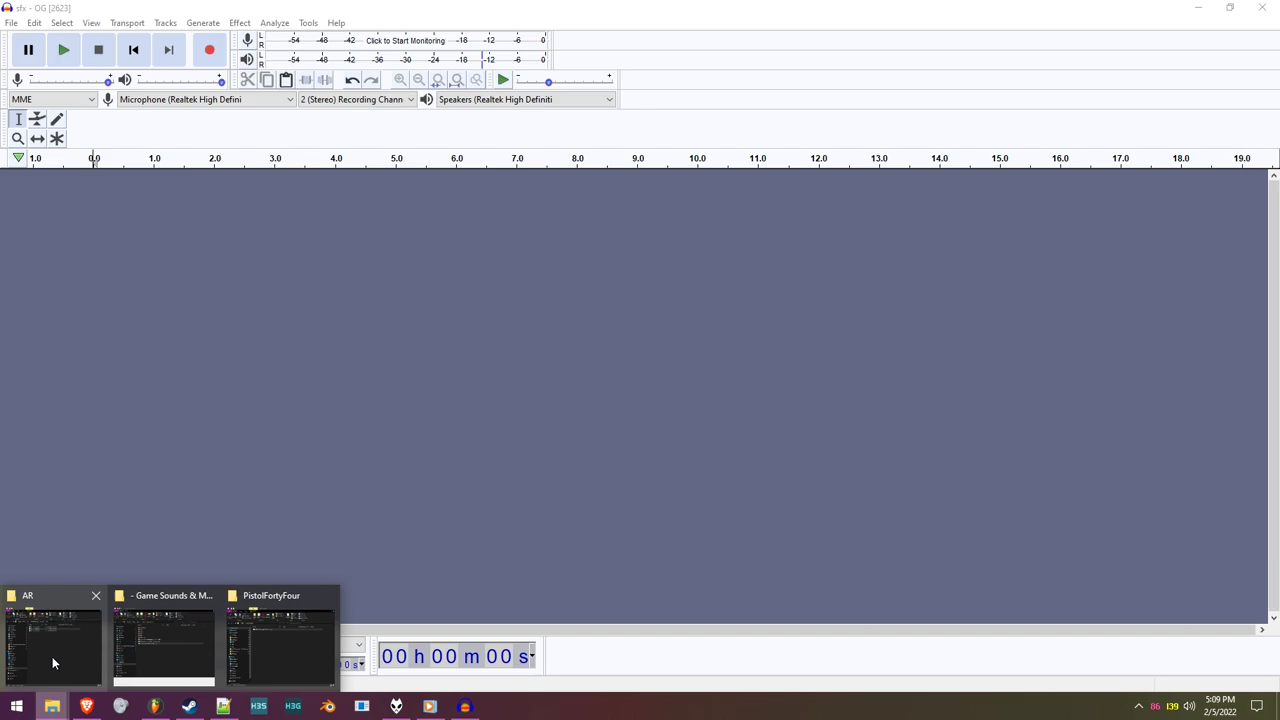 sfx - OG [2623]
File Edit Select View Transport Tracks Generate Effect Analyze Tools Help
L
R
-54 -48 -42 Click to Start Monitoring -18 -12 -6 0
L
R
-54 -48 -42 -36 -30 -24 -18 -12 -6 0
MME Microphone (Realtek High Defini 2 (Stereo) Recording Chann Speakers (Realtek High Definiti
1.0 0.0 1.0 2.0 3.0 4.0 5.0 6.0 7.0 8.0 9.0 10.0 11.0 12.0 13.0 14.0 15.0 16.0 17.0 18.0 19.0
AR - Game Sounds & M... PistolFortyFour
00 h 00 m 00 s
00 s
H3S H3G 86 139 5:09 PM
2/5/2022